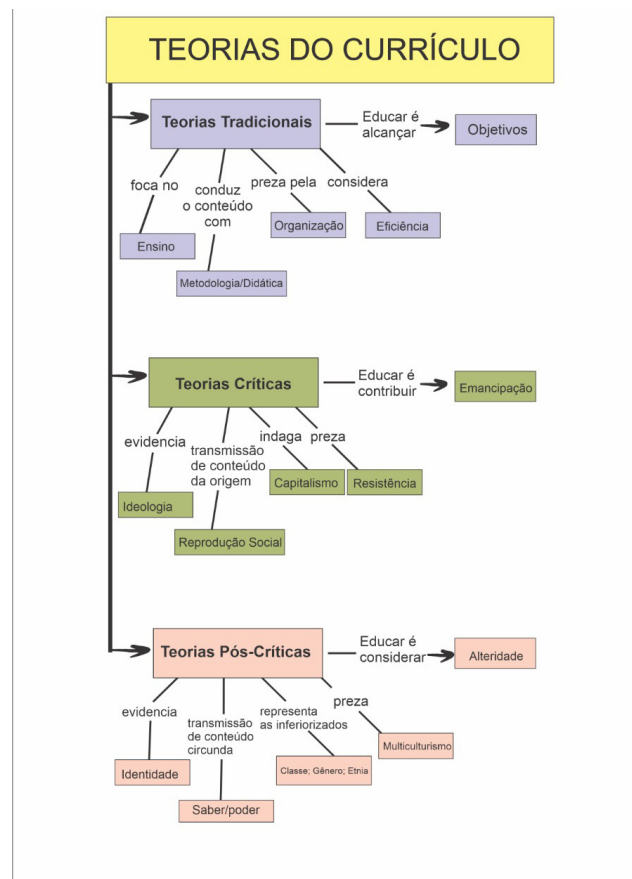 TEORIAS DO CURRÍCULO
Teorias Tradicionais
Educar é
alcançar
Objetivos
foca no
conduz
o conteúdo
com
preza pela
considera
Ensino
Metodologia/Didática
Organização
Eficiência
Teorias Críticas
Educar é
contribuir
Emancipação
evidencia
transmissão
de conteúdo
da origem
indaga
preza
Ideologia
Reprodução Social
Capitalismo
Resistência
Teorias Pós-Críticas
Educar é
considerar
Alteridade
evidencia
transmissão
de conteúdo
circunda
representa
as inferiorizados
preza
Identidade
Saber/poder
Classe; Gênero; Etnia
Multiculturismo